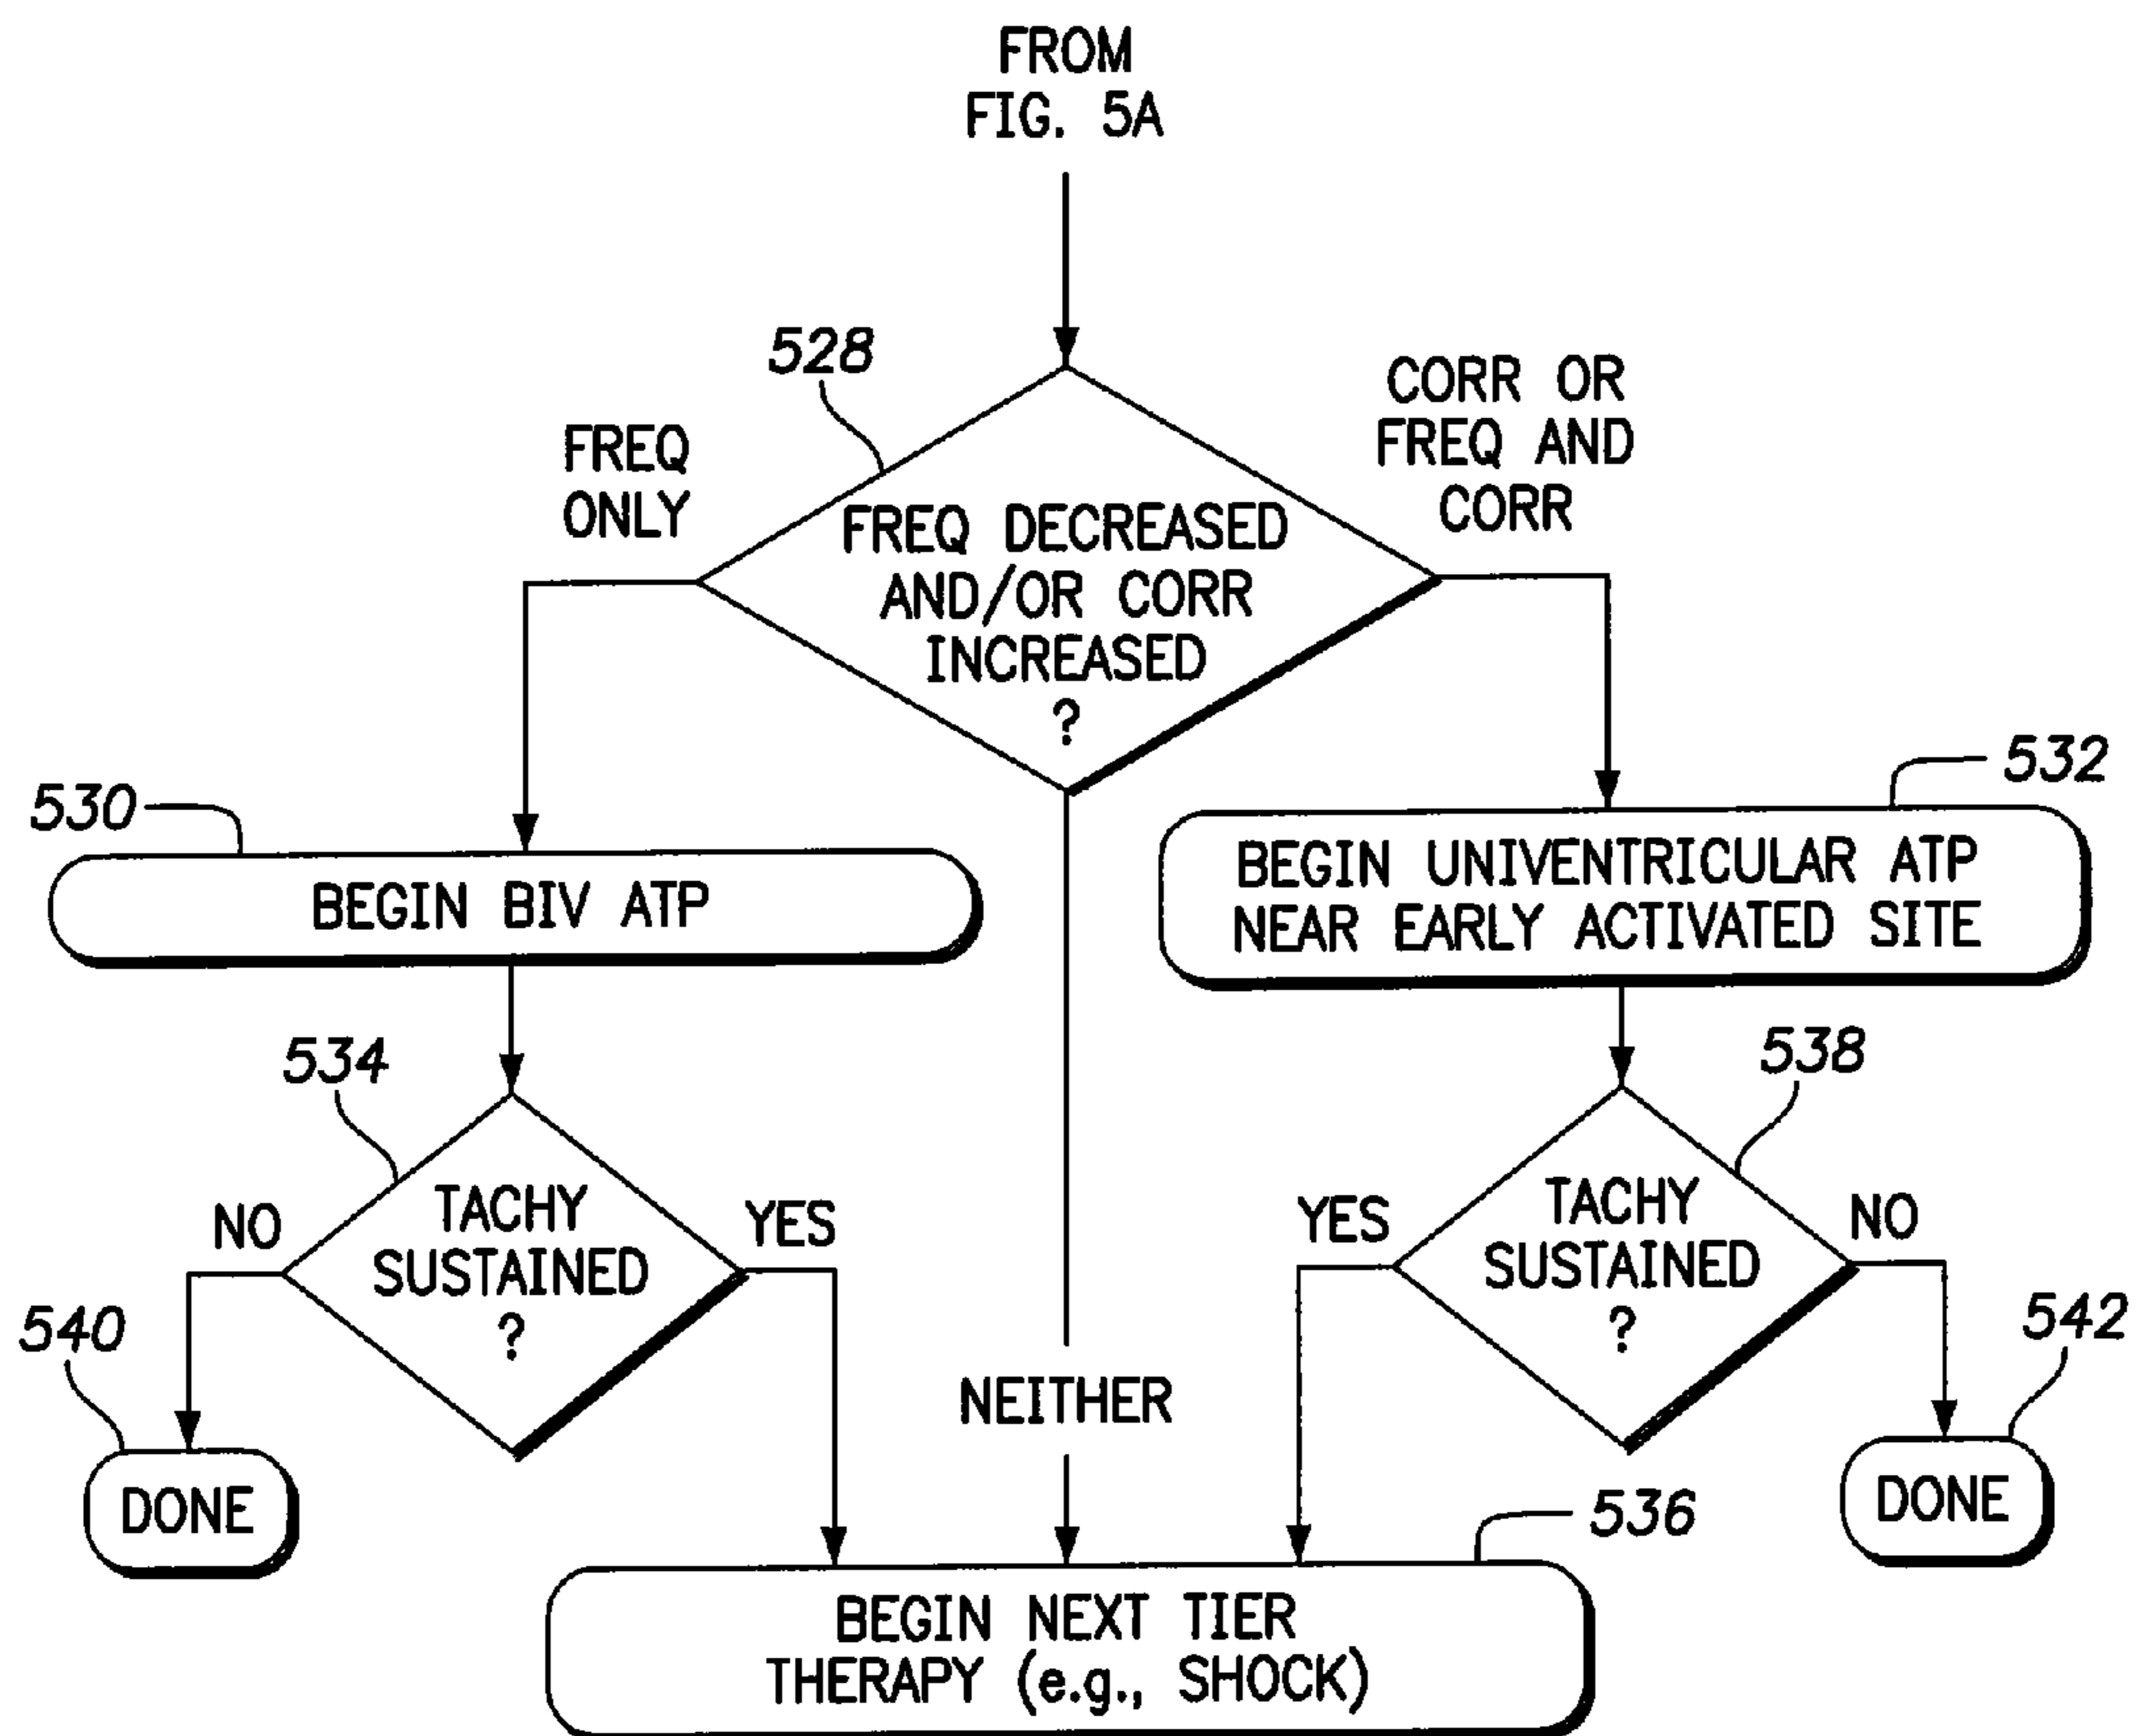 FROM
FIG. 5A
528
FREQ
ONLY
CORR OR
FREQ AND
CORR
FREQ DECREASED
AND/OR CORR
INCREASED
?
530
BEGIN BIV ATP
532
BEGIN UNIVENTRICULAR ATP
NEAR EARLY ACTIVATED SITE
534
NO
TACHY
SUSTAINED
?
YES
538
YES
TACHY
SUSTAINED
?
NO
540
DONE
NEITHER
542
DONE
536
BEGIN NEXT TIER
THERAPY (e.g., SHOCK)